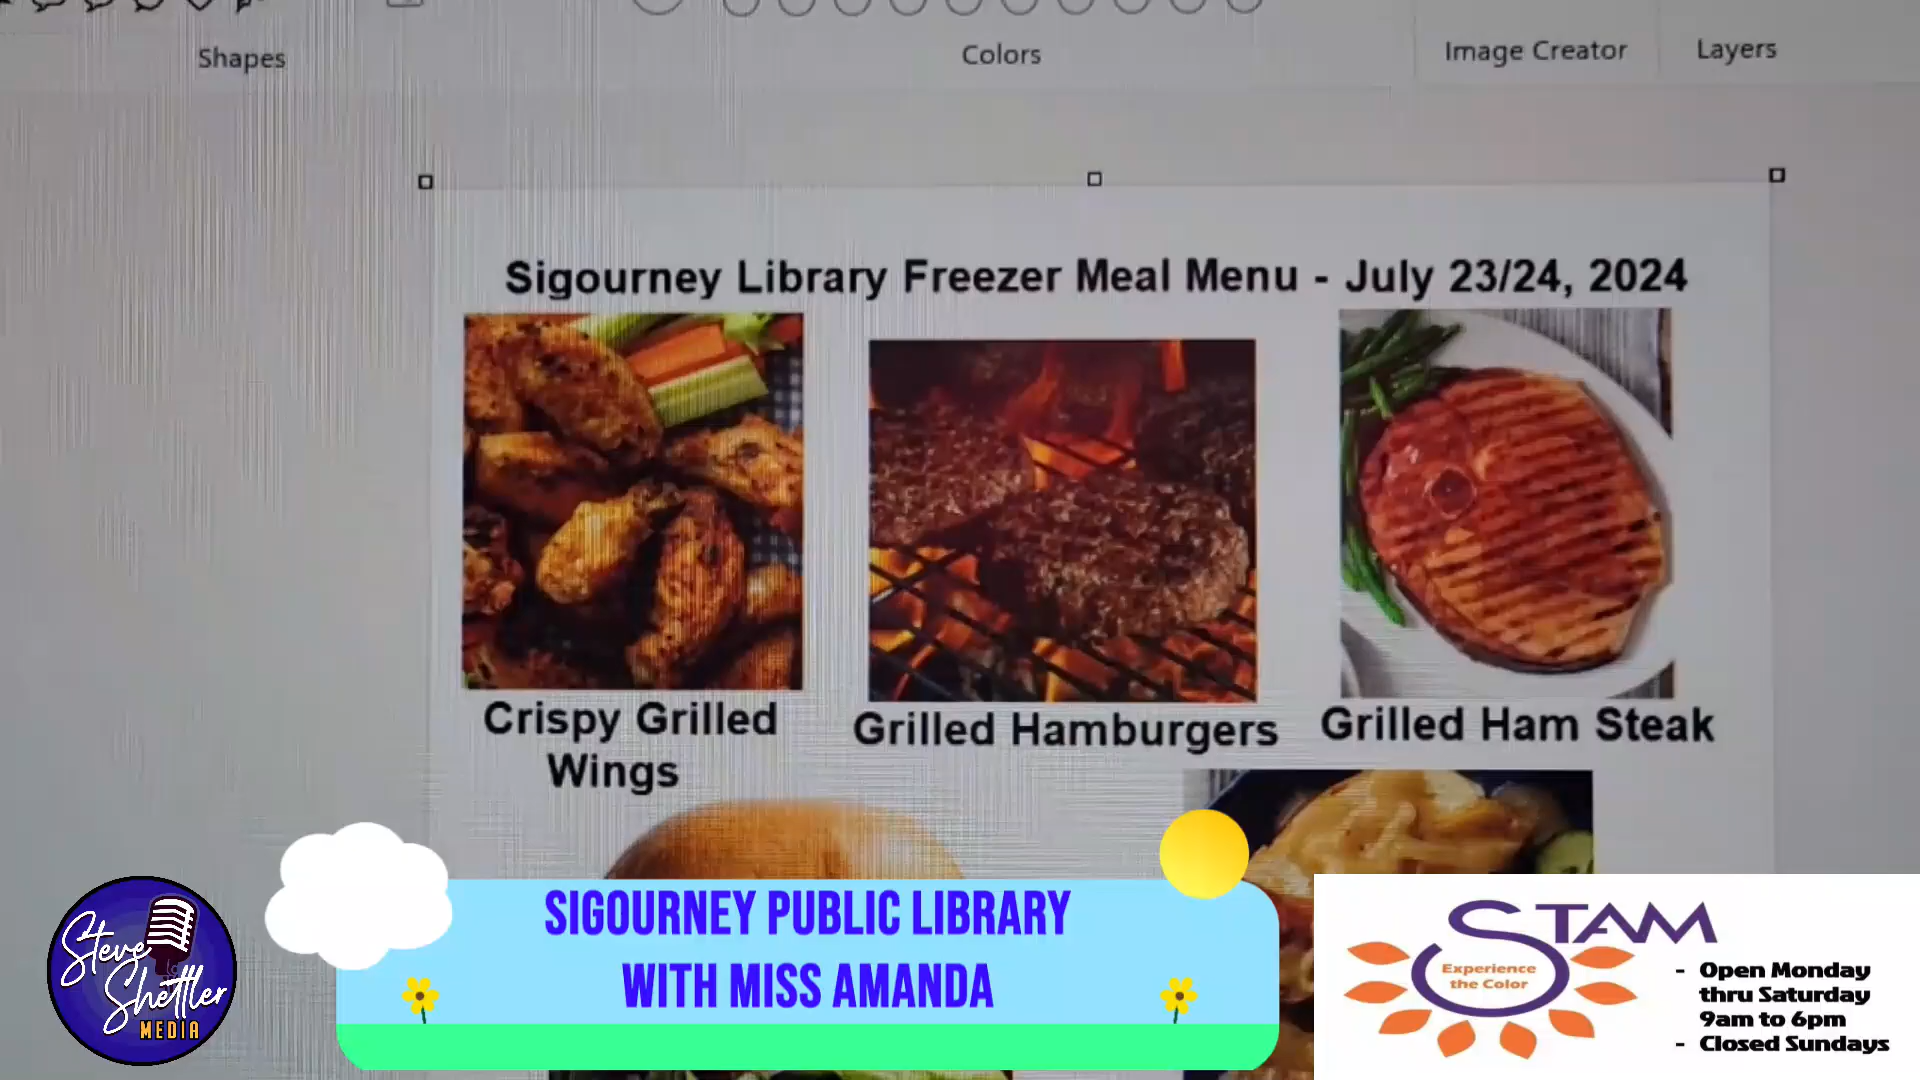 Shapes
Colors
Image Creator
Layers
Sigourney Library Freezer Meal Menu - July 23/24, 2024
Crispy Grilled
Wings
Grilled Hamburgers
Grilled Ham Steak
SIGOURNEY PUBLIC LIBRARY
WITH MISS AMANDA
Steve
Shettler
MEDIA
STAM
Experience
the Color
- Open Monday
thru Saturday
9am to 6pm
- Closed Sundays